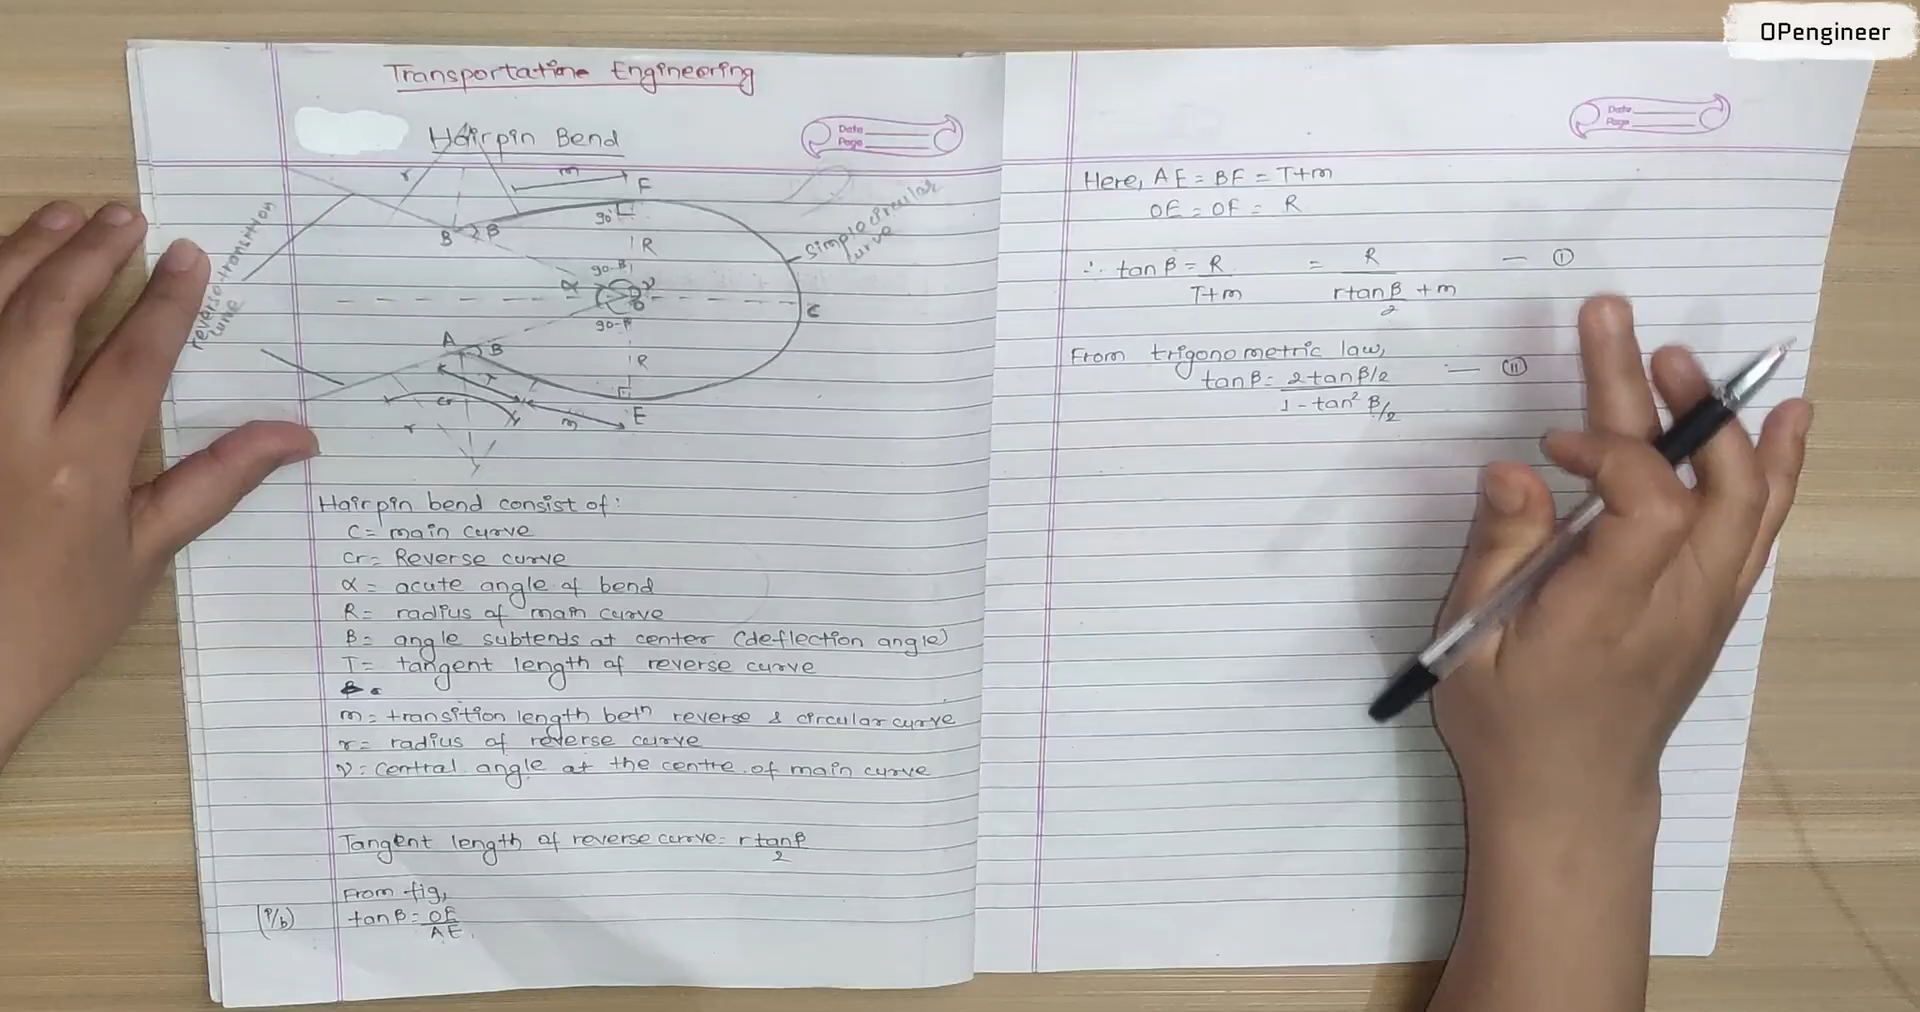 OPengineer
Transportation Engineering
Hairpin Bend
Date
Page
r
m
F
90°
B
β
R
Simple circular
curve
90-β
α
γ
O
C
90-β
reverse transition
curve
A
β
R
T
cr
m
E
r
Hairpin bend consist of:
C = main curve
Cr = Reverse curve
α = acute angle of bend
R = radius of main curve
β = angle subtends at center (deflection angle)
T = tangent length of reverse curve
m = transition length betn reverse & circular curve
r = radius of reverse curve
γ = Central angle at the centre of main curve
Tangent length of reverse curve = r tan β/2
From fig,
(P/b) tan β = OE/AE
Date
Page
Here, AE = BF = T+m
OE = OF = R
∴ tan β = R/(T+m) = R/(r tan β/2 + m) — Ⓘ
From trigonometric law,
tan β = 2 tan β/2 / (1 - tan² β/2) — Ⓘ Ⓘ